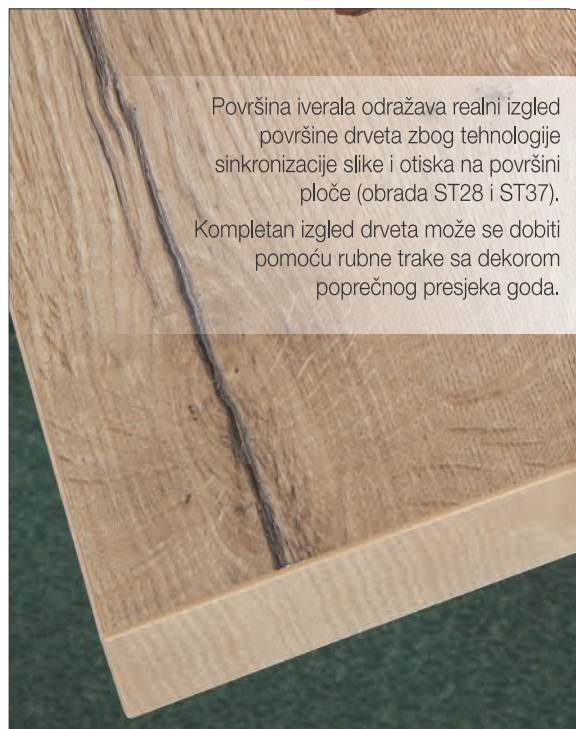 Površina iverala odražava realni izgled
površine drveta zbog tehnologije
sinkronizacije slike i otiska na površini
ploče (obrada ST28 i ST37).
Kompletan izgled drveta može se dobiti
pomoću rubne trake sa dekorom
poprečnog presjeka goda.